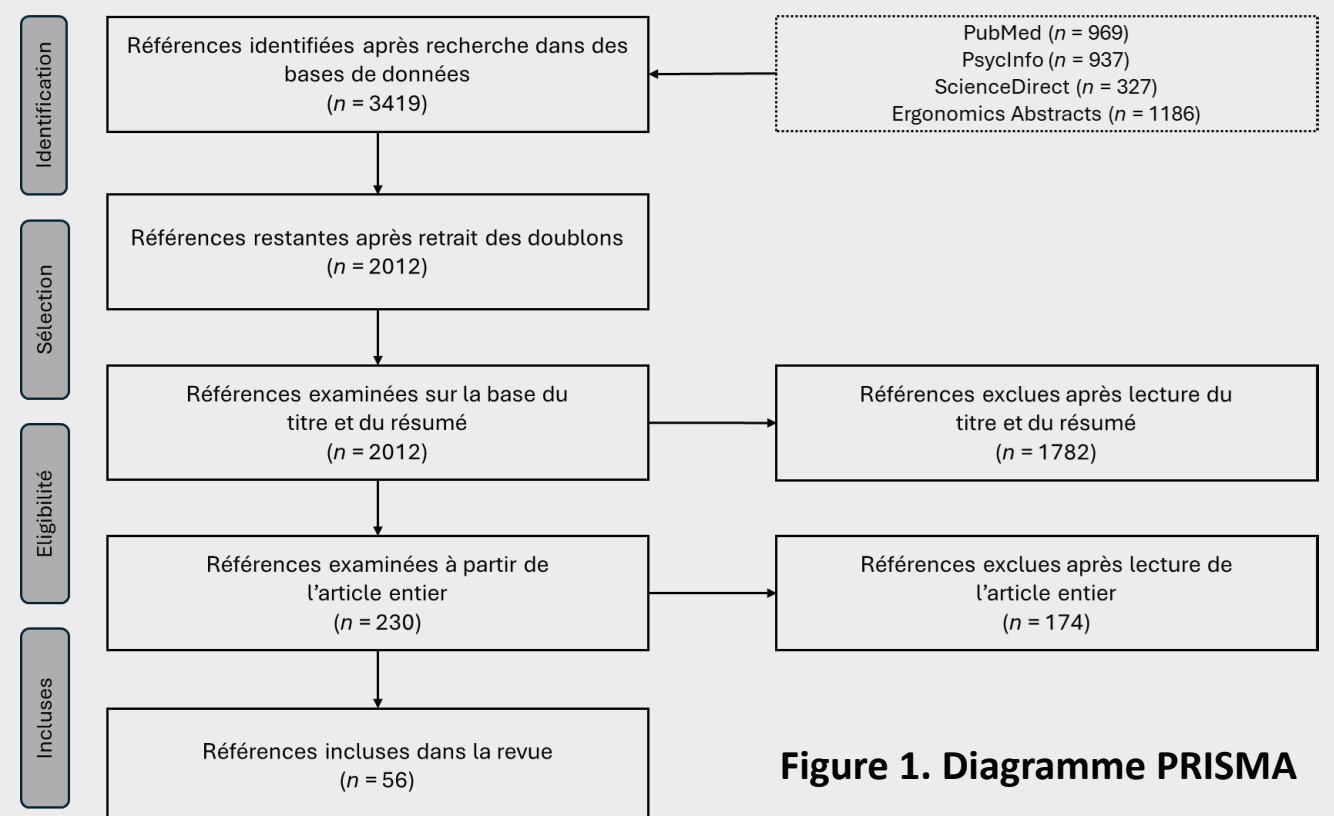 Identification
Références identifiées après recherche dans des
bases de données
(n = 3419)
PubMed (n = 969)
PsycInfo (n = 937)
ScienceDirect (n = 327)
Ergonomics Abstracts (n = 1186)
Sélection
Références restantes après retrait des doublons
(n = 2012)
Références examinées sur la base du
titre et du résumé
(n = 2012)
Références exclues après lecture du
titre et du résumé
(n = 1782)
Eligibilité
Références examinées à partir de
l’article entier
(n = 230)
Références exclues après lecture de
l’article entier
(n = 174)
Incluses
Références incluses dans la revue
(n = 56)
Figure 1. Diagramme PRISMA